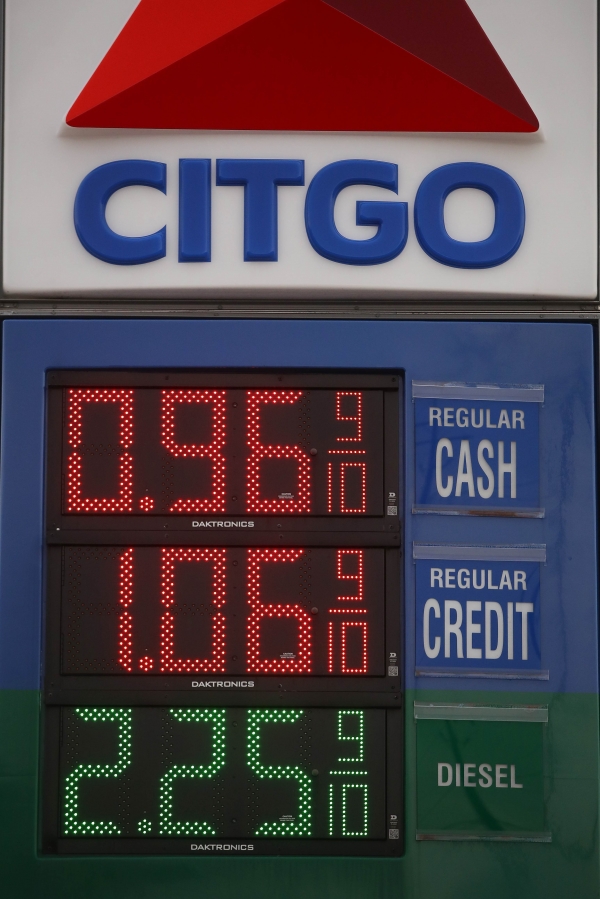 CITGO
0.96 9/10
REGULAR
CASH
DAKTRONICS
1.06 9/10
REGULAR
CREDIT
DAKTRONICS
2.25 9/10
DIESEL
DAKTRONICS